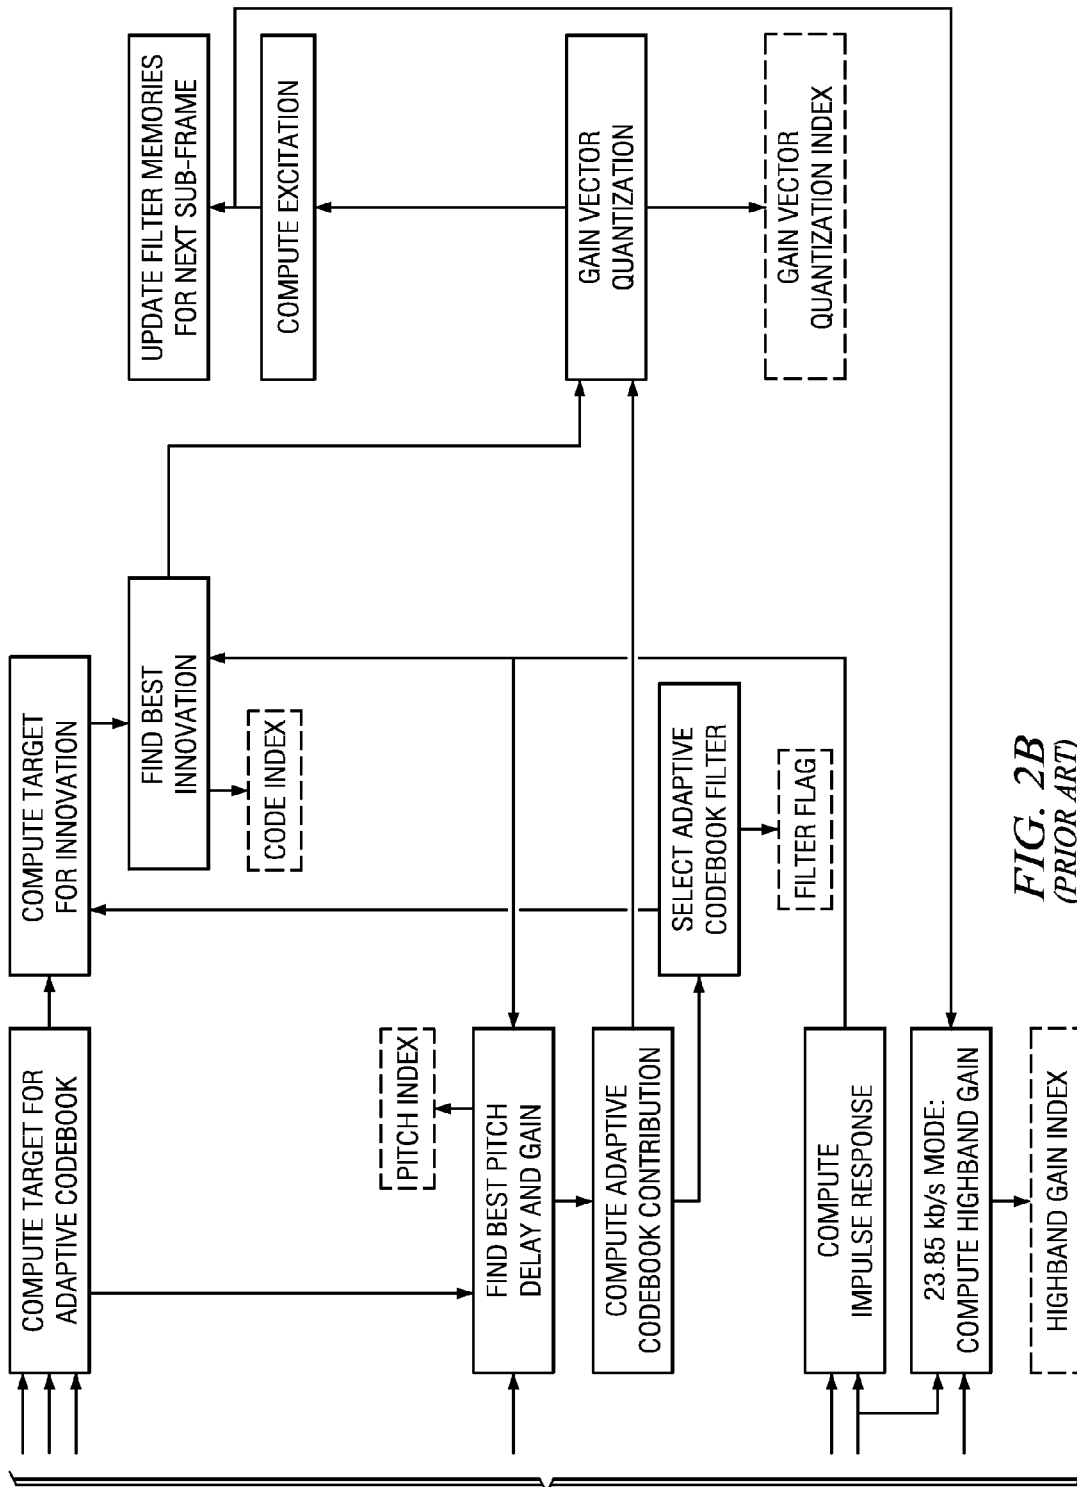 COMPUTE TARGET FOR
ADAPTIVE CODEBOOK
COMPUTE TARGET
FOR INNOVATION
UPDATE FILTER MEMORIES
FOR NEXT SUB-FRAME
FIND BEST
INNOVATION
CODE INDEX
COMPUTE EXCITATION
PITCH INDEX
FIND BEST PITCH
DELAY AND GAIN
COMPUTE ADAPTIVE
CODEBOOK CONTRIBUTION
SELECT ADAPTIVE
CODEBOOK FILTER
FILTER FLAG
GAIN VECTOR
QUANTIZATION
GAIN VECTOR
QUANTIZATION INDEX
COMPUTE
IMPULSE RESPONSE
23.85 kb/s MODE:
COMPUTE HIGHBAND GAIN
HIGHBAND GAIN INDEX
FIG. 2B
(PRIOR ART)